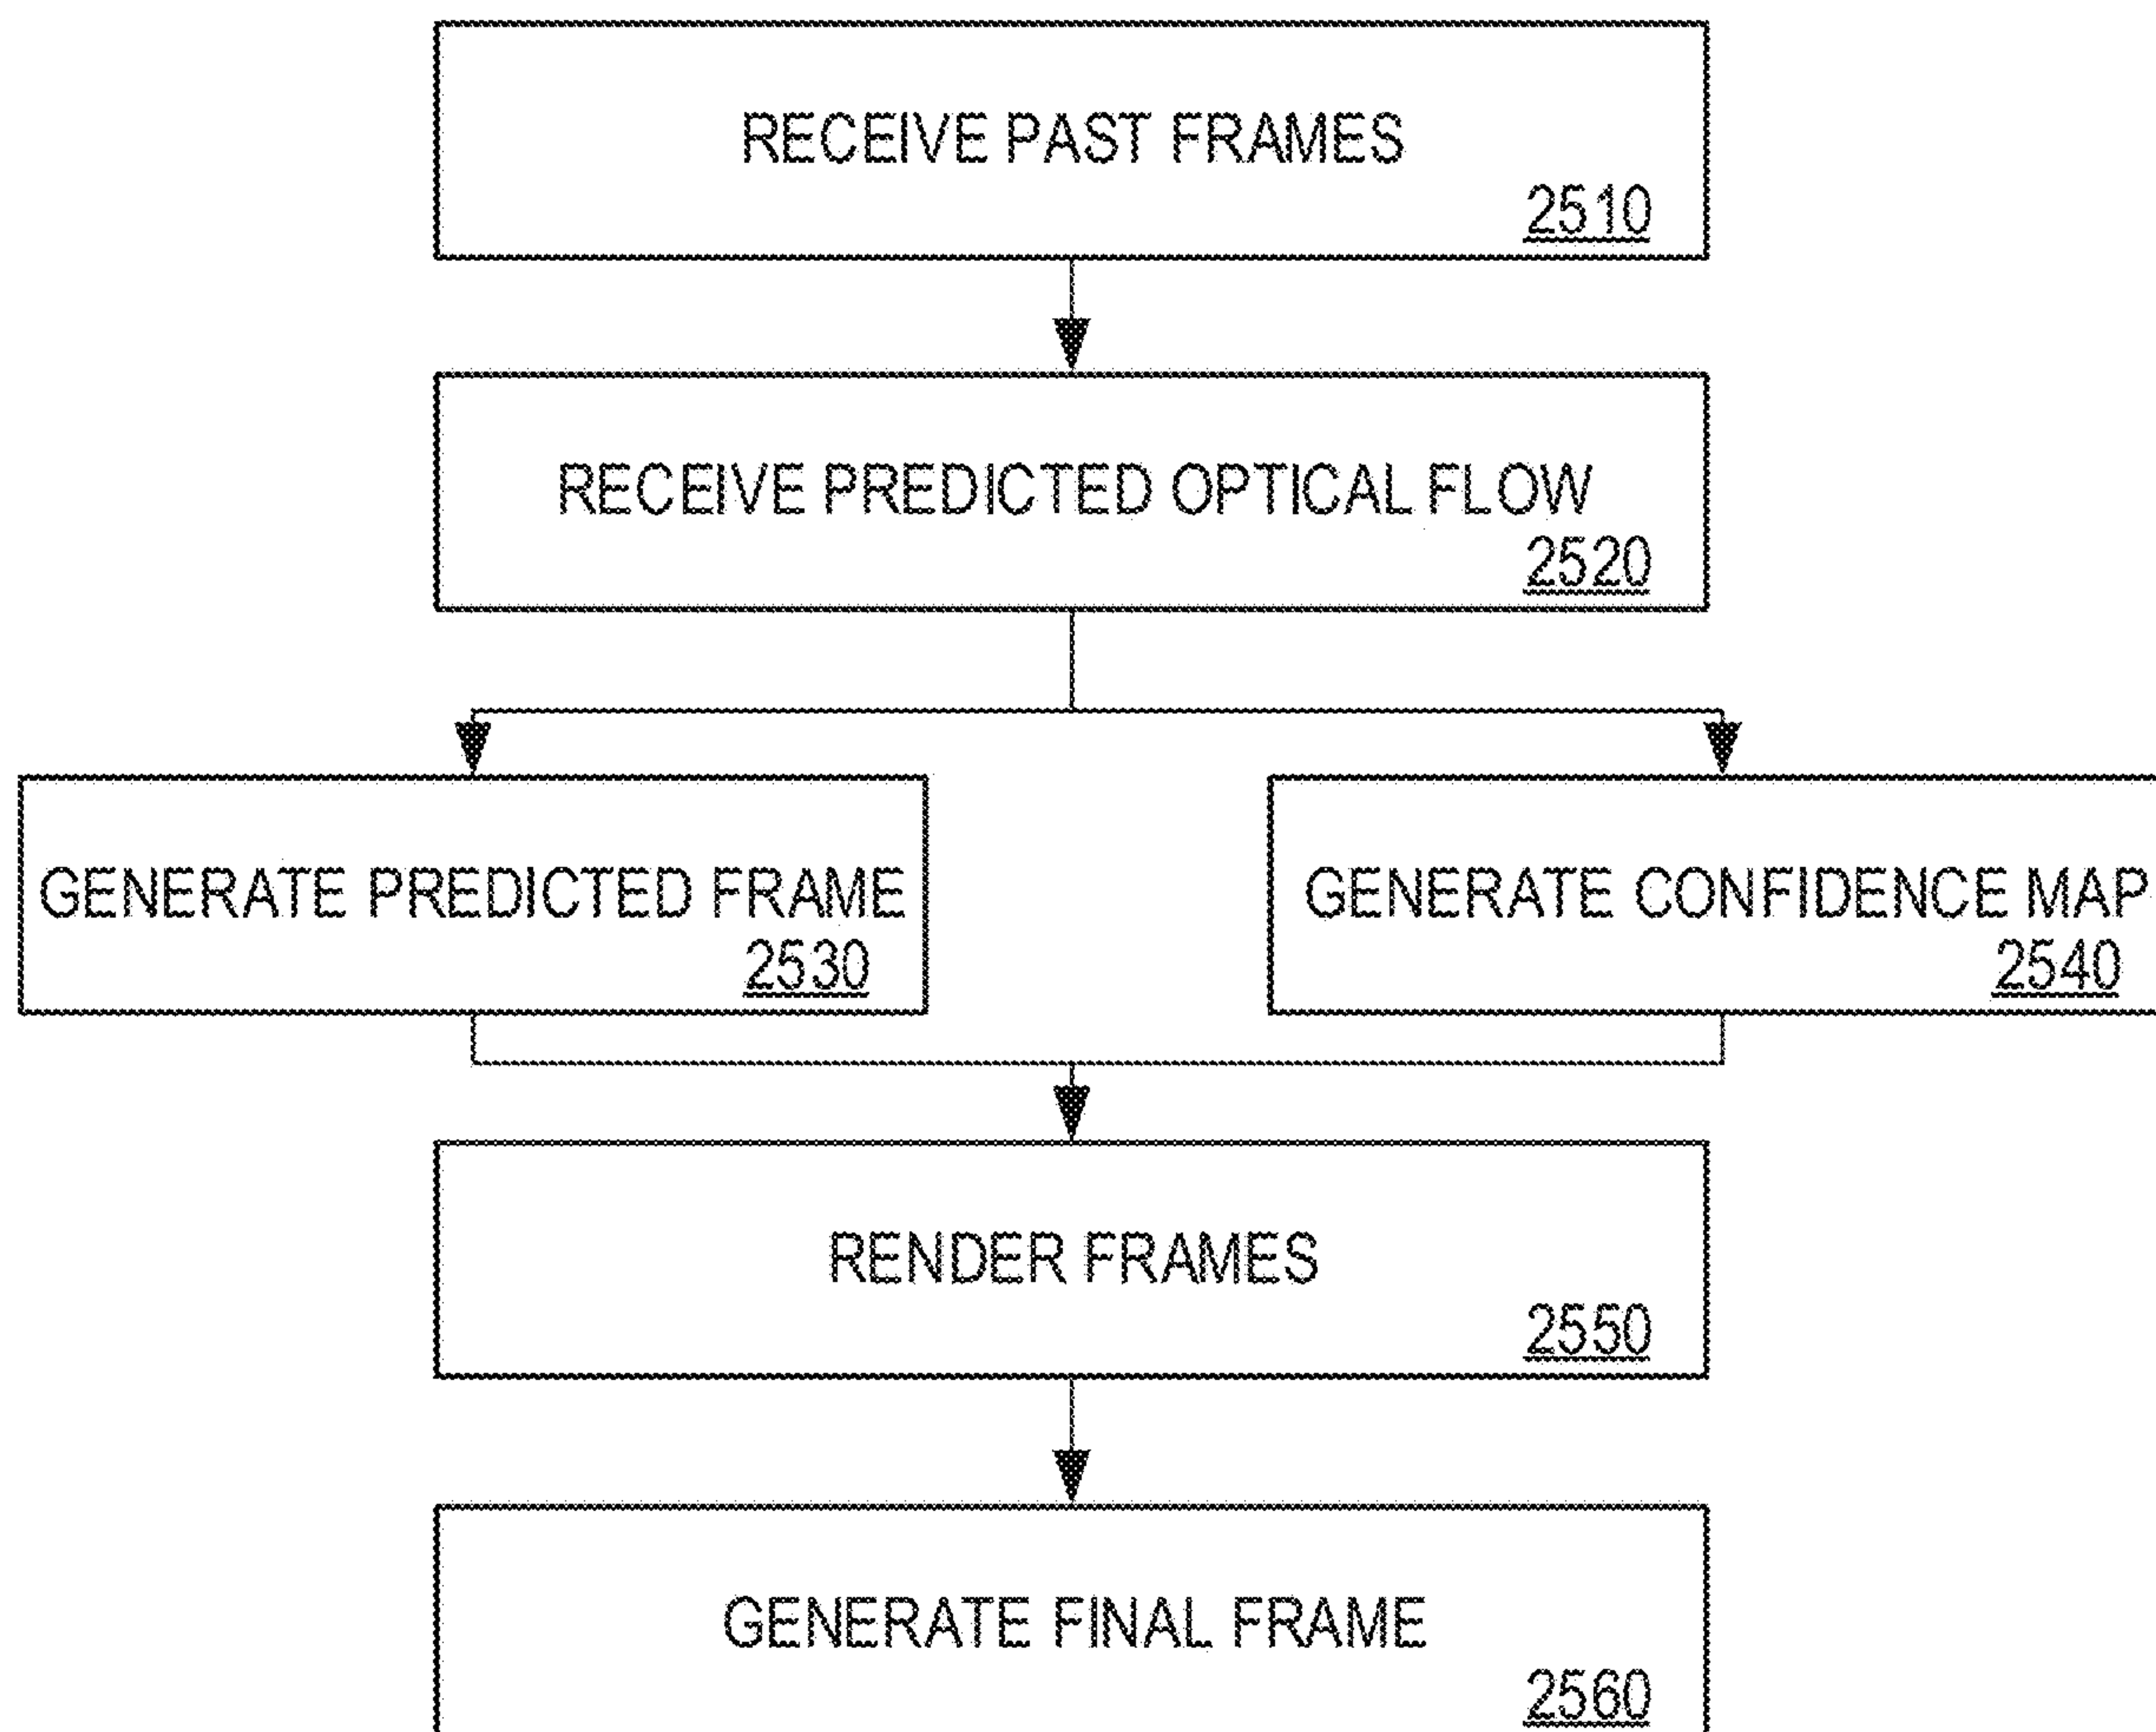 RECEIVE PAST FRAMES
2510
RECEIVE PREDICTED OPTICAL FLOW
2520
GENERATE PREDICTED FRAME
2530
GENERATE CONFIDENCE MAP
2540
RENDER FRAMES
2550
GENERATE FINAL FRAME
2560